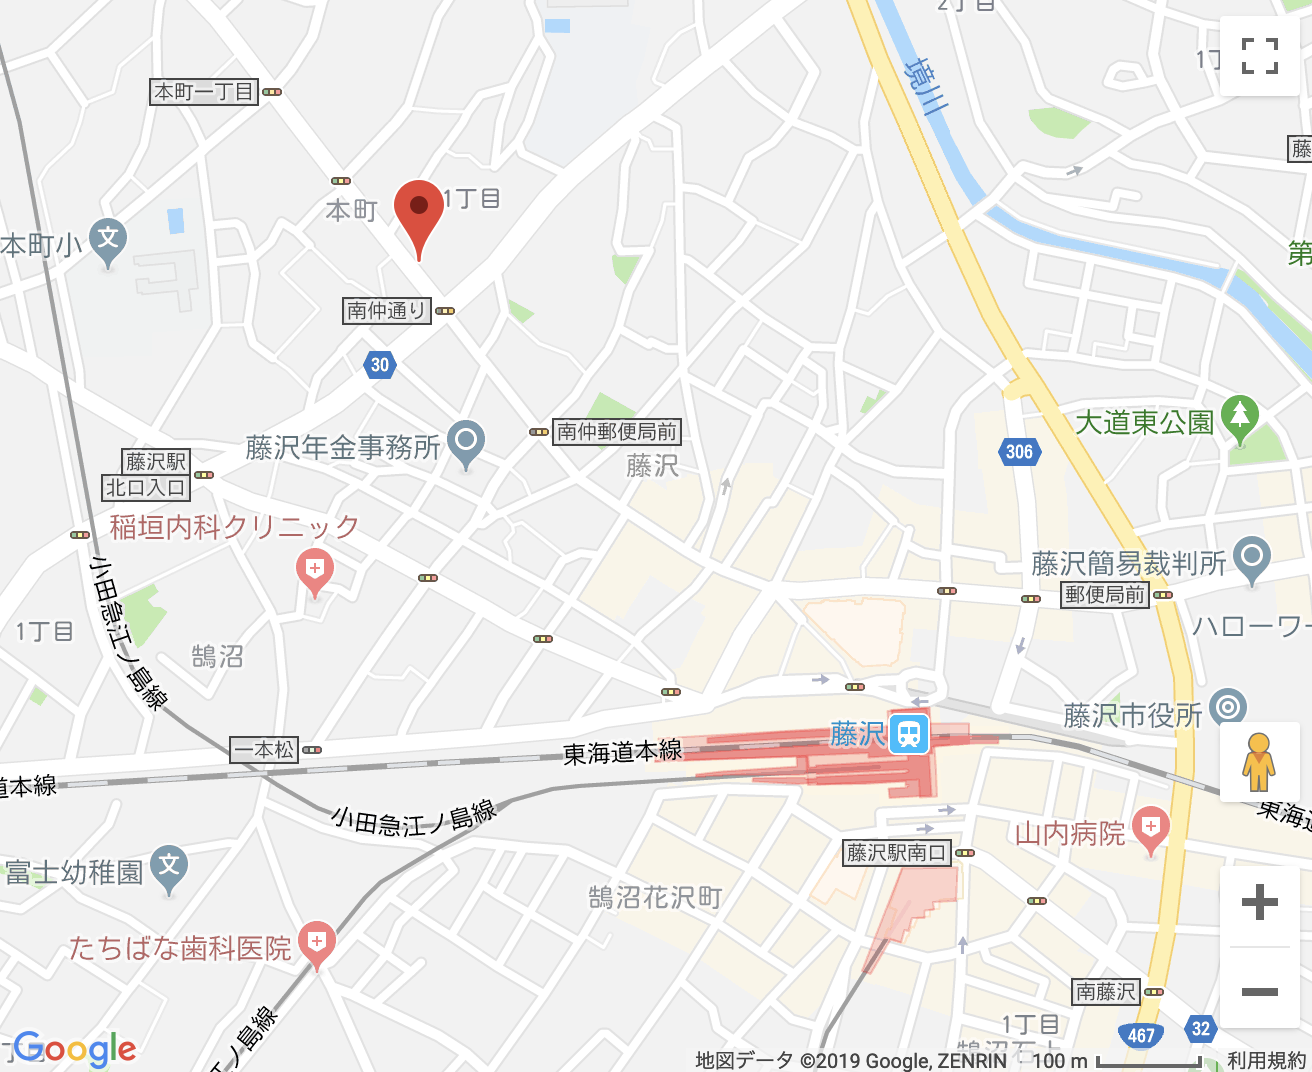 2丁目
境川
1丁
本町一丁目
藤
1丁目
本町
本町小
第
南仲通り
30
大道東公園
南仲郵便局前
藤沢年金事務所
306
藤沢駅
北口入口
藤沢
稲垣内科クリニック
藤沢簡易裁判所
郵便局前
小田急江ノ島線
1丁目
ハローワー
鵠沼
藤沢市役所
藤沢
一本松
東海道本線
道本線
小田急江ノ島線
東海道
山内病院
藤沢駅南口
富士幼稚園
鵠沼花沢町
たちばな歯科医院
南藤沢
1丁目
467
32
江ノ島線
Google
地図データ ©2019 Google, ZENRIN
100 m
利用規約